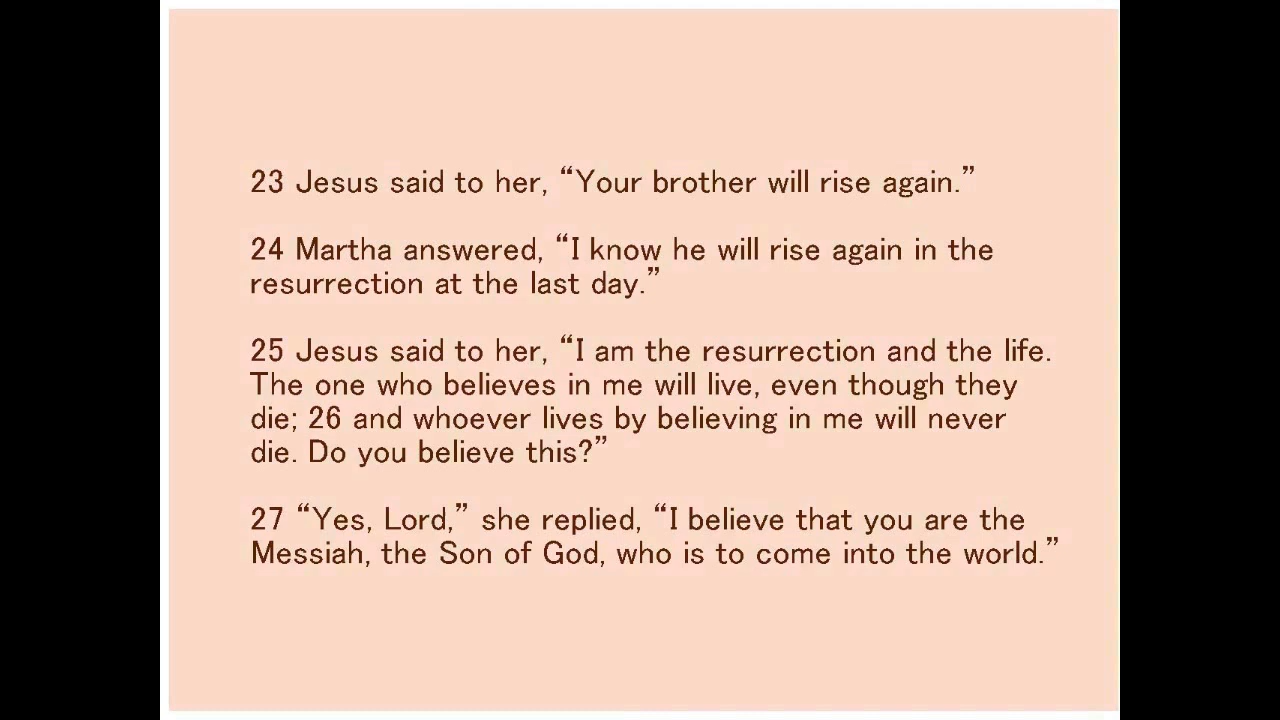 23 Jesus said to her, “Your brother will rise again.”
24 Martha answered, “I know he will rise again in the
resurrection at the last day.”
25 Jesus said to her, “I am the resurrection and the life.
The one who believes in me will live, even though they
die; 26 and whoever lives by believing in me will never
die. Do you believe this?”
27 “Yes, Lord,” she replied, “I believe that you are the
Messiah, the Son of God, who is to come into the world.”